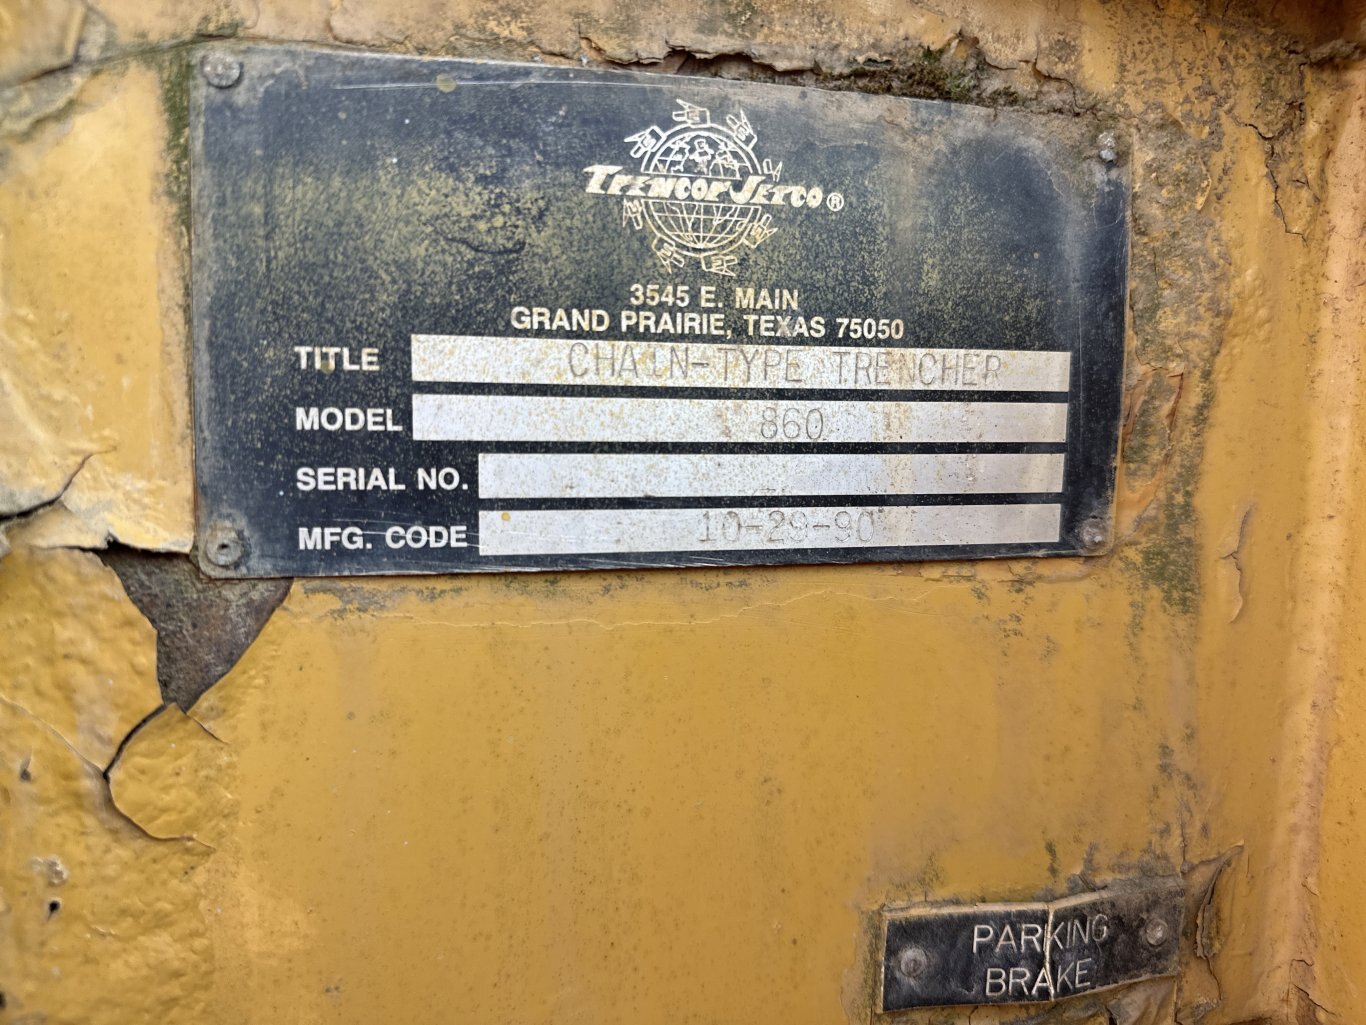 TRENCOR JETCO®
3545 E. MAIN
GRAND PRAIRIE, TEXAS 75050
TITLE CHAIN-TYPE TRENCHER
MODEL 860
SERIAL NO.
MFG. CODE 10-29-90
PARKING
BRAKE